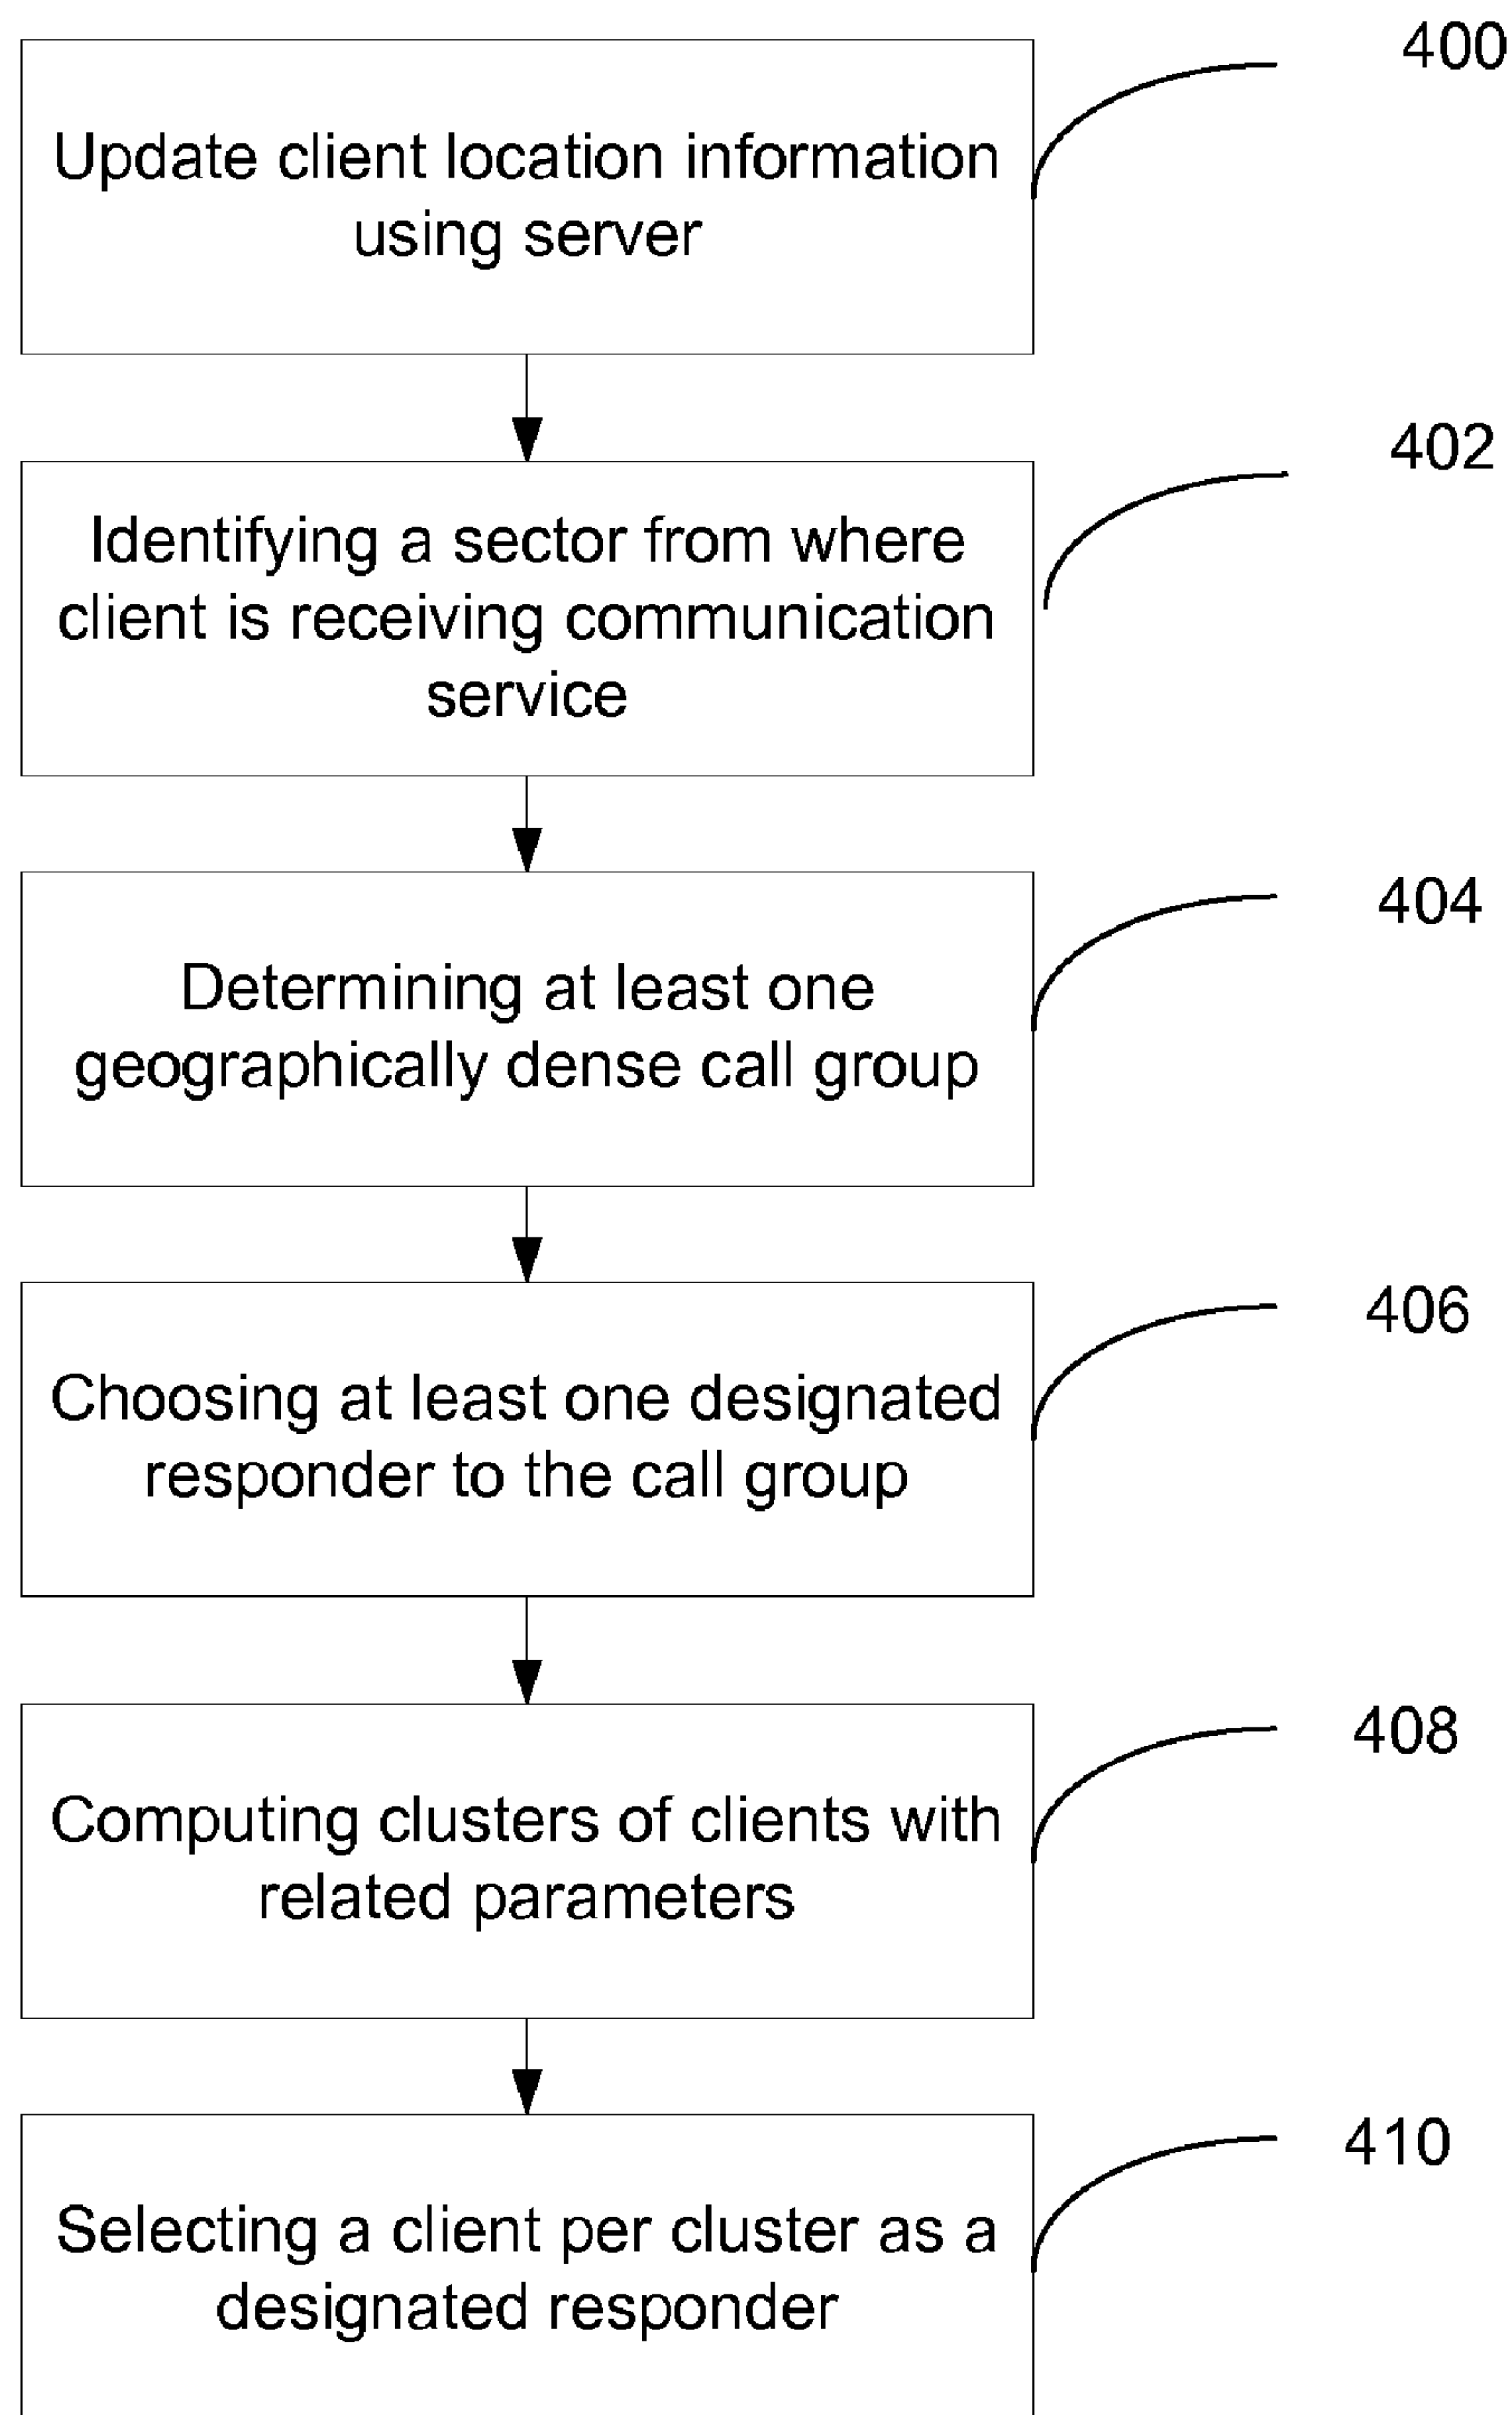 400
Update client location information
using server
402
Identifying a sector from where
client is receiving communication
service
404
Determining at least one
geographically dense call group
406
Choosing at least one designated
responder to the call group
408
Computing clusters of clients with
related parameters
410
Selecting a client per cluster as a
designated responder